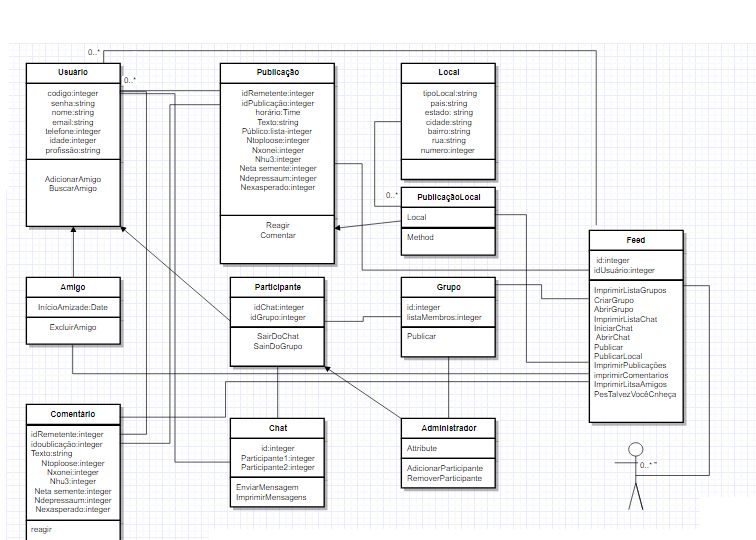 0..*
Usuário
codigo:integer
senha:string
nome:string
email:string
telefone:integer
idade:integer
profissão:string
AdicionarAmigo
BuscarAmigo
0..*
Publicação
idRemetente:integer
idPublicação:integer
horário:Time
Texto:string
Público:lista-integer
Ntoploose:integer
Nxonei:integer
Nhu3:integer
Neta semente:integer
Ndepressaum:integer
Nexasperado:integer
Reagir
Comentar
Local
tipoLocal:string
pais:string
estado: string
cidade:string
bairro:string
rua:string
numero:integer
0..*
PublicaçãoLocal
Local
Method
Feed
id:integer
idUsuário:integer
ImprimirListaGrupos
CriarGrupo
AbrirGrupo
ImprimirListaChat
IniciarChat
AbrirChat
Publicar
PublicarLocal
ImprimirPublicações
imprimirComentarios
ImprimirLitsaAmigos
PesTalvezVocêCnheça
Amigo
InícioAmizade:Date
ExcluirAmigo
Participante
idChat:integer
idGrupo:integer
SairDoChat
SainDoGrupo
Grupo
id:integer
listaMembros:integer
Publicar
Comentário
idRemetente:integer
idoublicação:integer
Texto:string
Ntoploose:integer
Nxonei:integer
Nhu3:integer
Neta semente:integer
Ndepressaum:integer
Nexasperado:integer
reagir
Chat
id:integer
Participante1:integer
Participante2:integer
EnviarMensagem
ImprimirMensagens
Administrador
Attribute
AdicionarParticipante
RemoverParticipante
0..*